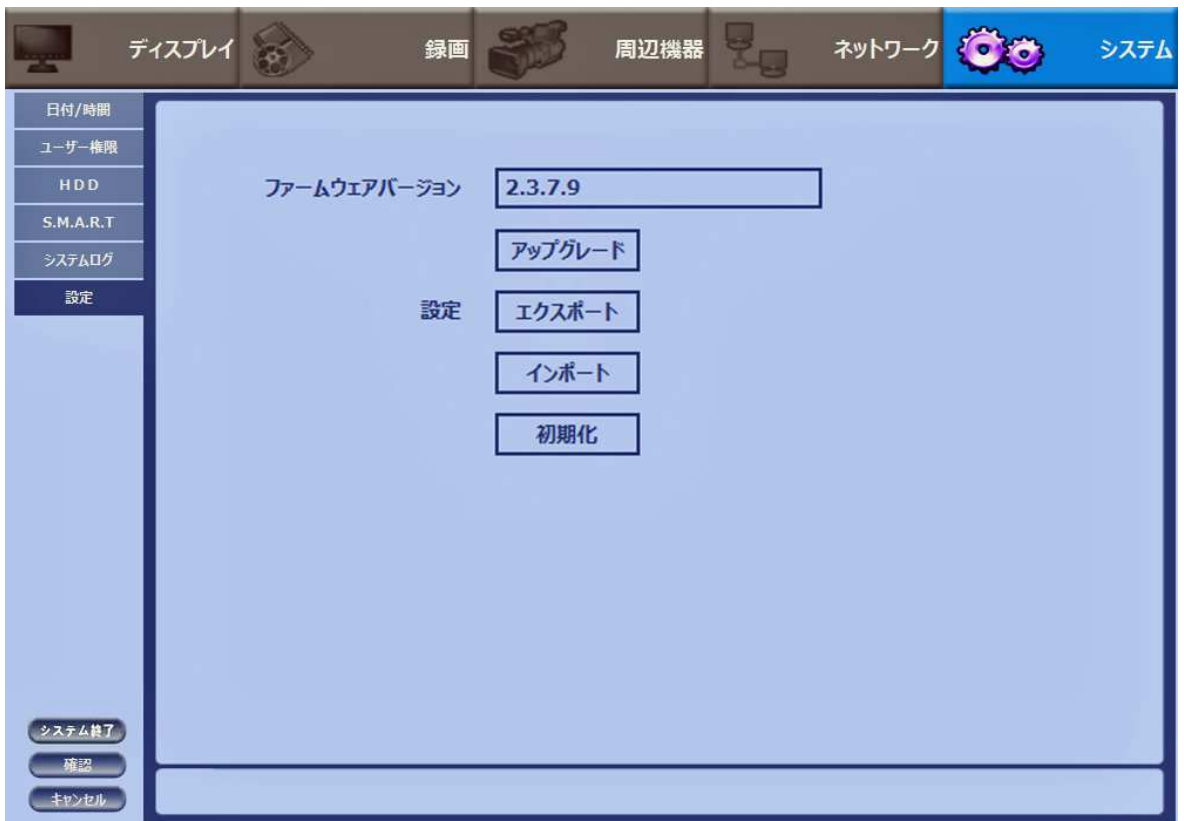 ディスプレイ 録画 周辺機器 ネットワーク システム
日付/時間
ユーザー権限
HDD
S.M.A.R.T
システムログ
設定
ファームウェアバージョン 2.3.7.9
アップグレード
設定 エクスポート
インポート
初期化
システム終了
確認
キャンセル